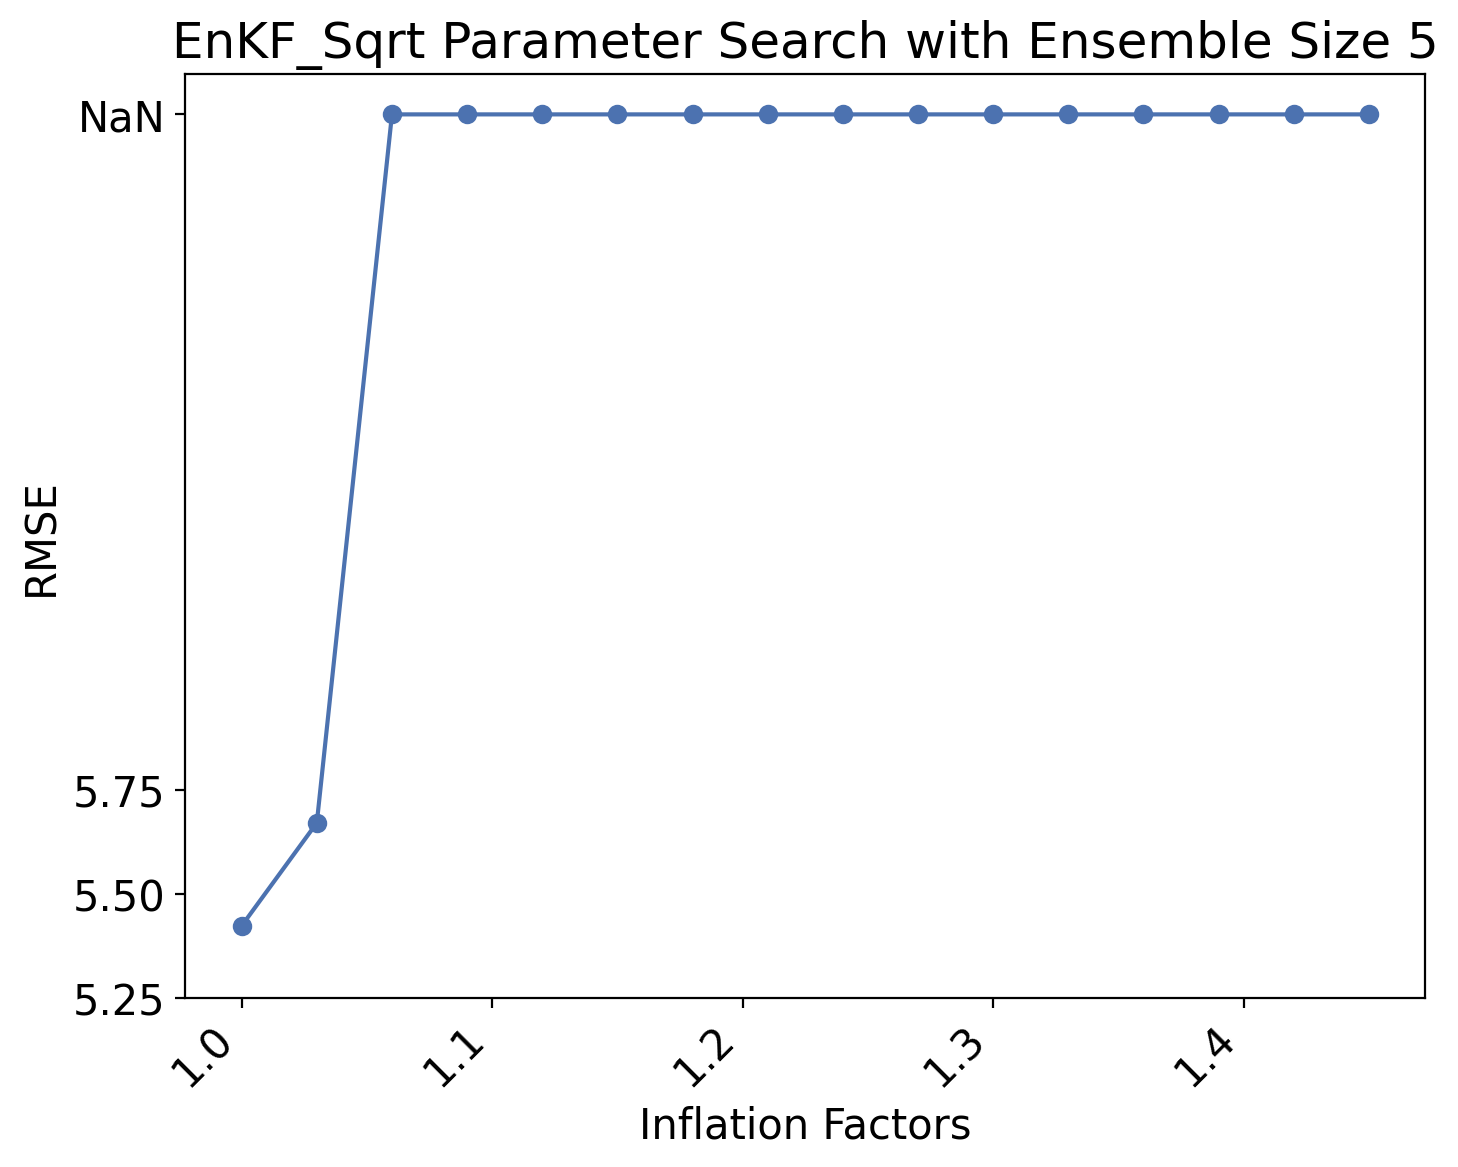 EnKF_Sqrt Parameter Search with Ensemble Size 5
NaN
RMSE
5.75
5.50
5.25
1.0
1.1
1.2
1.3
1.4
Inflation Factors